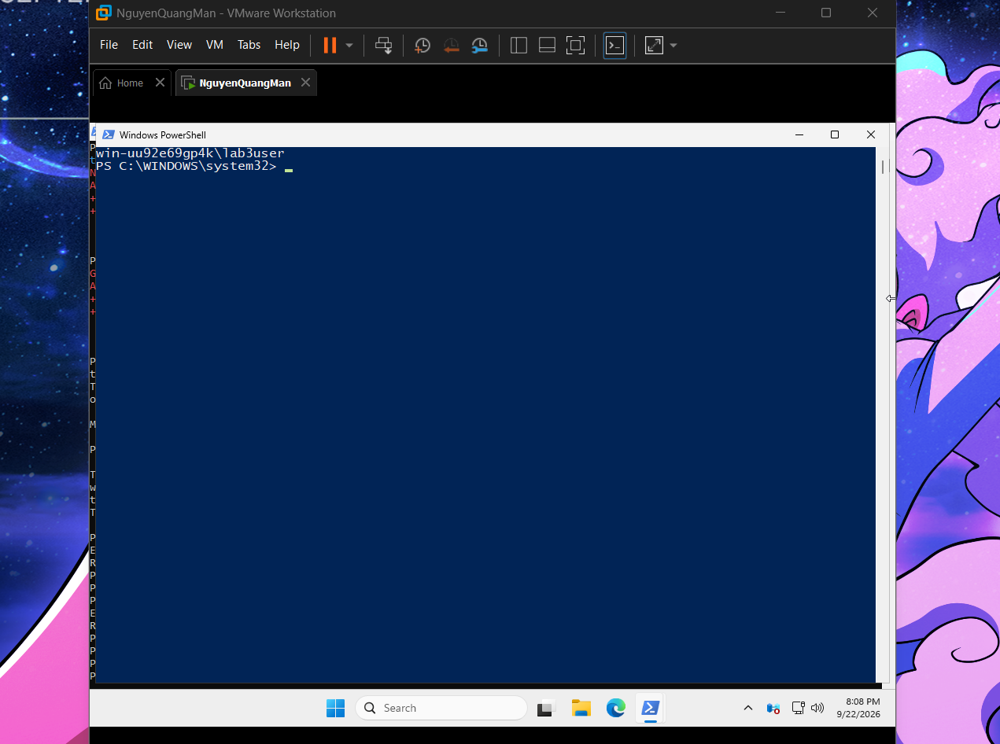 NguyenQuangMan - VMware Workstation
File Edit View VM Tabs Help
Home NguyenQuangMan
Windows PowerShell
win-uu92e69gp4k\lab3user
PS C:\WINDOWS\system32>
P
t
N
A
+
+
P
G
A
+
+
P
t
T
o
M
P
T
w
t
T
P
E
R
P
P
P
E
R
P
P
P
P
Search
8:08 PM
9/22/2026